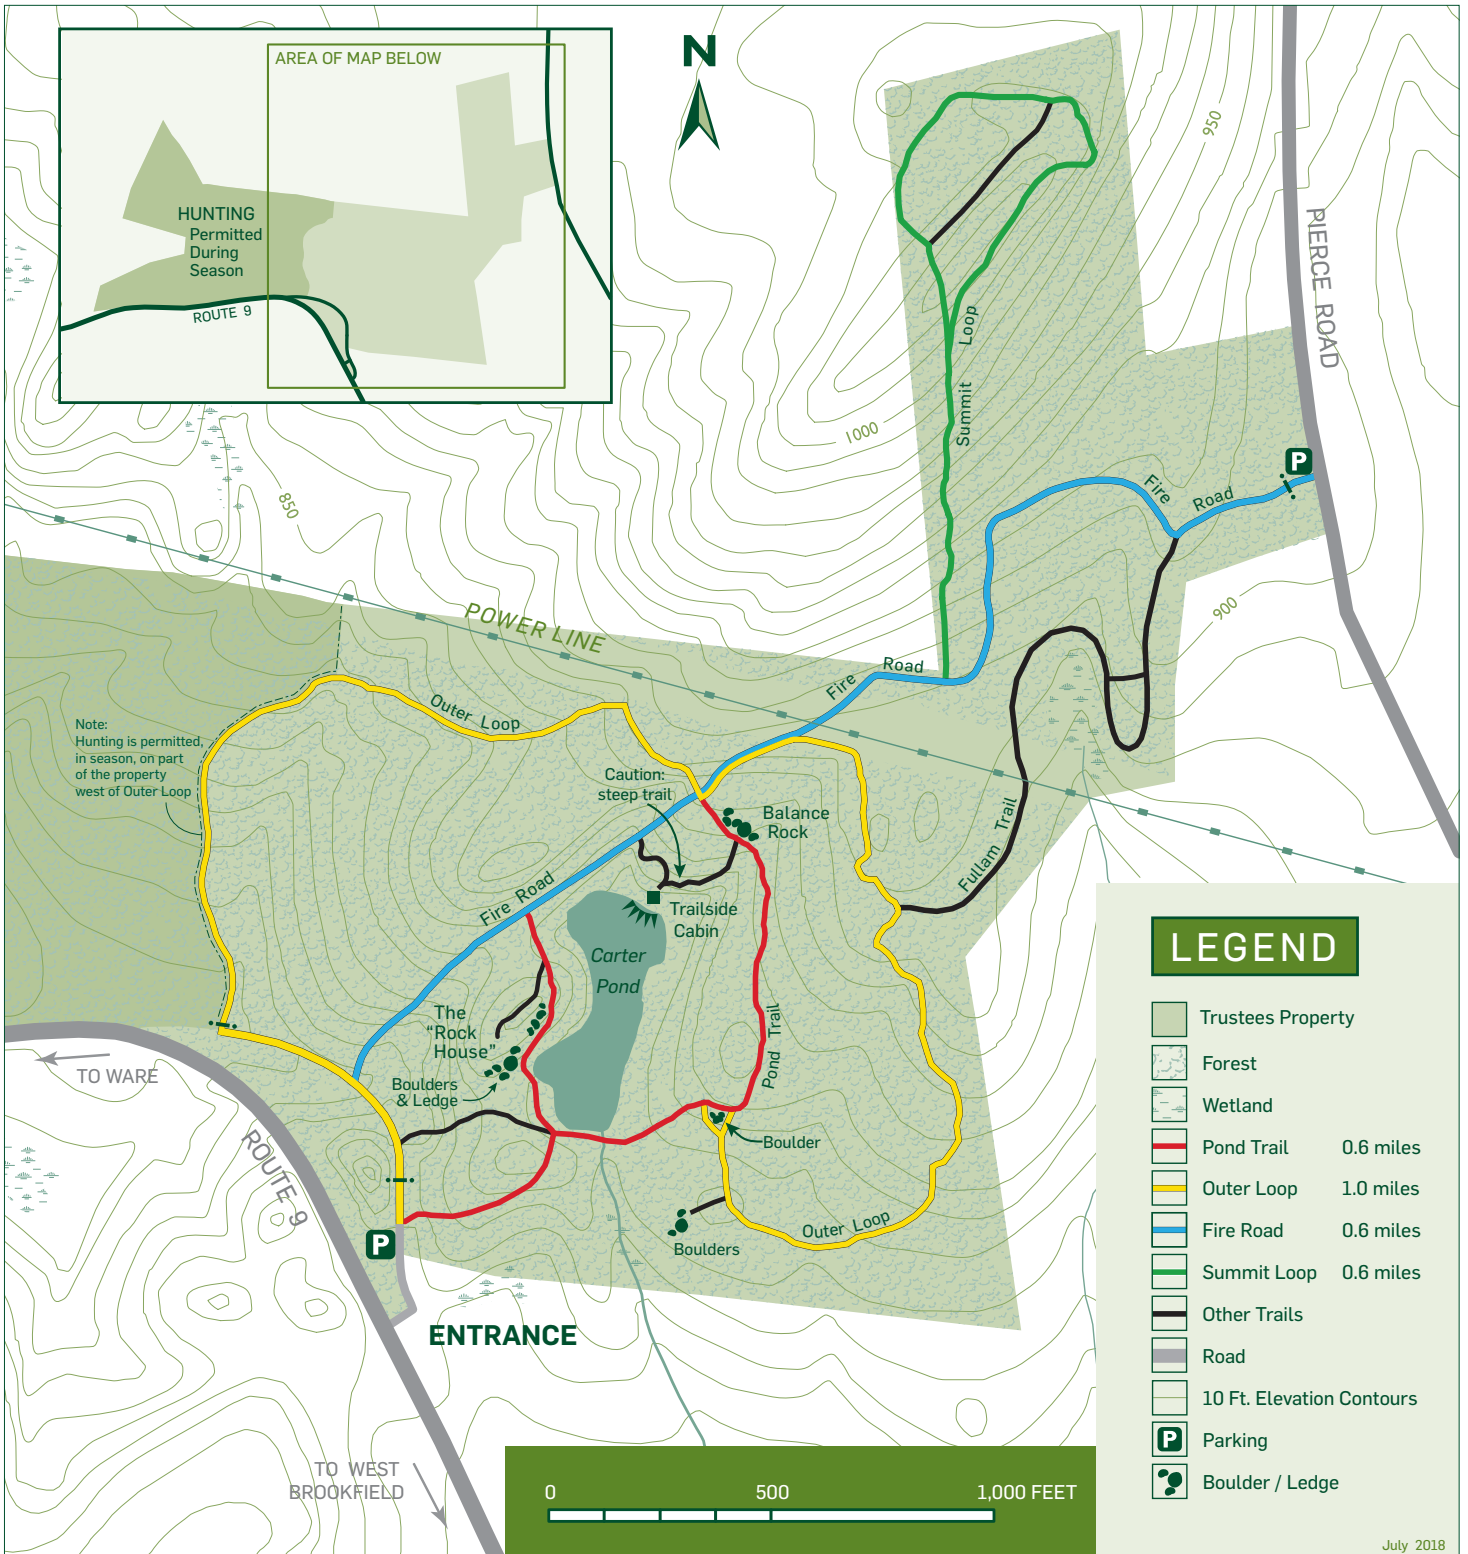 AREA OF MAP BELOW
HUNTING
Permitted
During
Season
ROUTE 9
N
950
PIERCE ROAD
Summit Loop
1000
P
Fire
Road
850
900
POWER LINE
Road
Fire
Outer Loop
Note:
Hunting is permitted,
in season, on part
of the property
west of Outer Loop
Caution:
steep trail
Balance
Rock
Fullam Trail
Fire Road
Trailside
Cabin
Carter
Pond
The
"Rock
House"
Boulders
& Ledge
Pond Trail
TO WARE
Boulder
ROUTE 9
Outer Loop
Boulders
P
ENTRANCE
TO WEST
BROOKFIELD
0 500 1,000 FEET
LEGEND
Trustees Property
Forest
Wetland
Pond Trail 0.6 miles
Outer Loop 1.0 miles
Fire Road 0.6 miles
Summit Loop 0.6 miles
Other Trails
Road
10 Ft. Elevation Contours
P Parking
Boulder / Ledge
July 2018